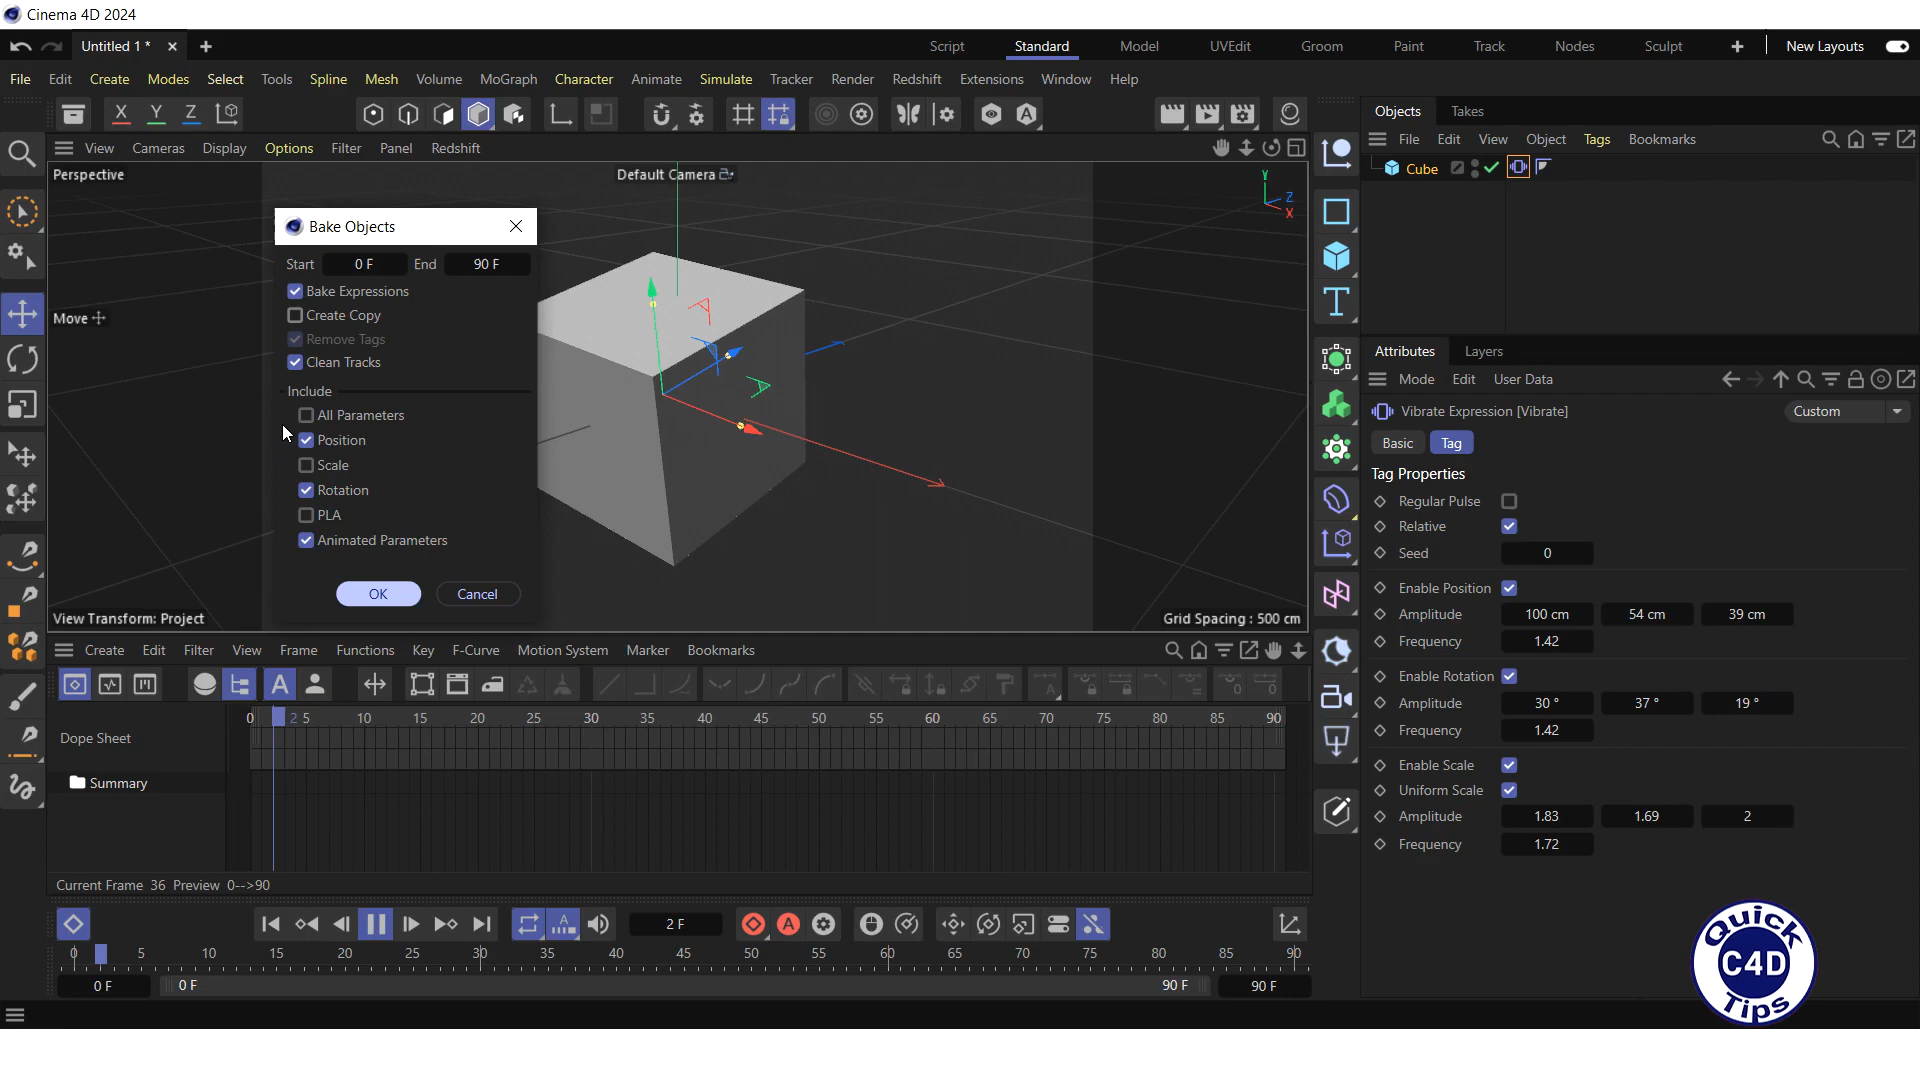 Cinema 4D 2024
Untitled 1 *
Script Standard Model UVEdit Groom Paint Track Nodes Sculpt New Layouts
File Edit Create Modes Select Tools Spline Mesh Volume MoGraph Character Animate Simulate Tracker Render Redshift Extensions Window Help
X Y Z
View Cameras Display Options Filter Panel Redshift
Perspective
Default Camera
Y
Z
X
Move
Bake Objects
Start 0 F End 90 F
Bake Expressions
Create Copy
Remove Tags
Clean Tracks
Include
All Parameters
Position
Scale
Rotation
PLA
Animated Parameters
OK Cancel
View Transform: Project
Grid Spacing : 500 cm
Objects Takes
File Edit View Object Tags Bookmarks
Cube
Attributes Layers
Mode Edit User Data
Vibrate Expression [Vibrate]
Custom
Basic Tag
Tag Properties
Regular Pulse
Relative
Seed 0
Enable Position
Amplitude 100 cm 54 cm 39 cm
Frequency 1.42
Enable Rotation
Amplitude 30 ° 37 ° 19 °
Frequency 1.42
Enable Scale
Uniform Scale
Amplitude 1.83 1.69 2
Frequency 1.72
Create Edit Filter View Frame Functions Key F-Curve Motion System Marker Bookmarks
0 2 5 10 15 20 25 30 35 40 45 50 55 60 65 70 75 80 85 90
Dope Sheet
Summary
Current Frame 36 Preview 0-->90
2 F
0 5 10 15 20 25 30 35 40 45 50 55 60 65 70 75 80 85 90
0 F 0 F 90 F 90 F
Quick
C4D
Tips